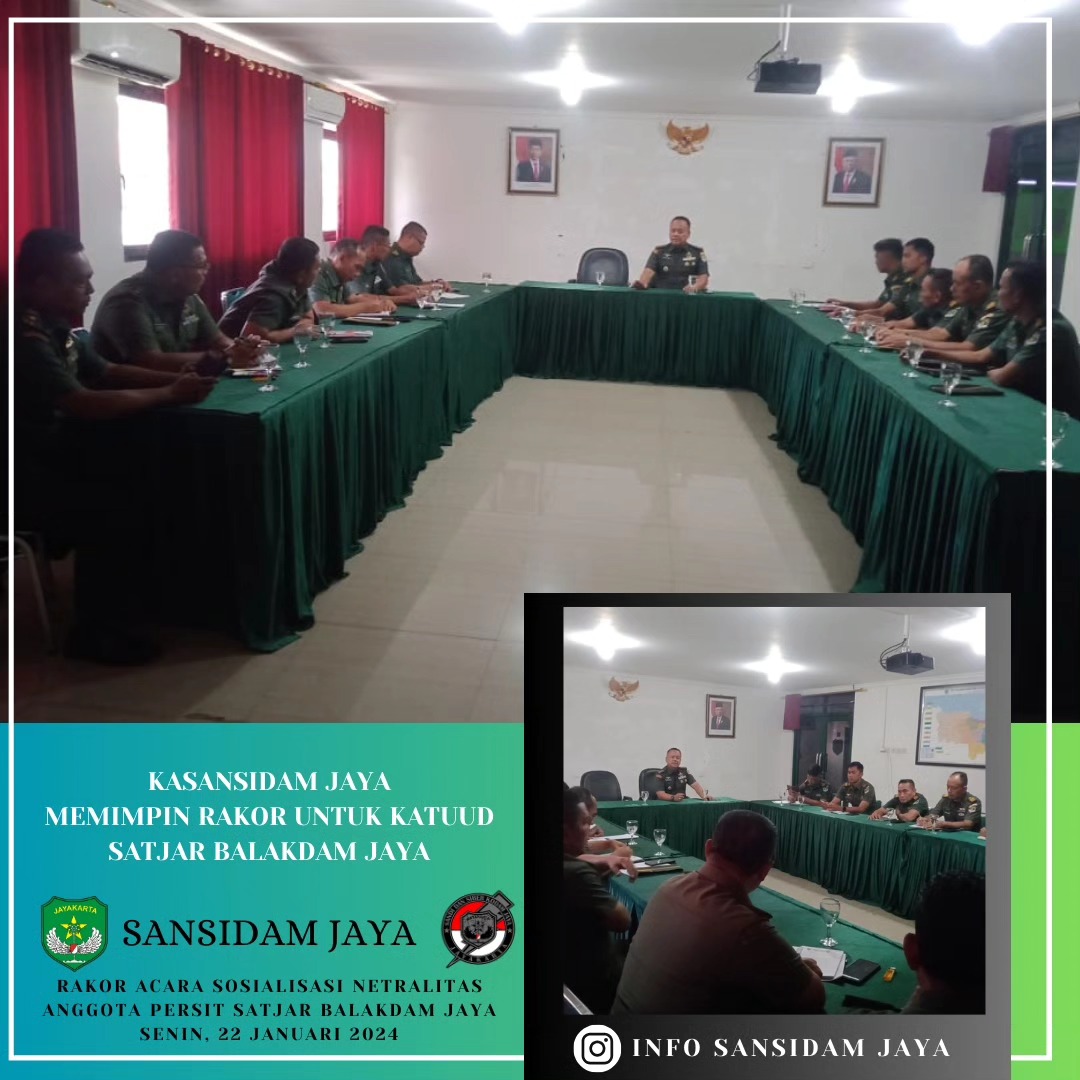 KASANSIDAM JAYA
MEMIMPIN RAKOR UNTUK KATUUD
SATJAR BALAKDAM JAYA
JAYAKARTA
SANSIDAM JAYA
RAKOR ACARA SOSIALISASI NETRALITAS
ANGGOTA PERSIT SATJAR BALAKDAM JAYA
SENIN, 22 JANUARI 2024
INFO SANSIDAM JAYA